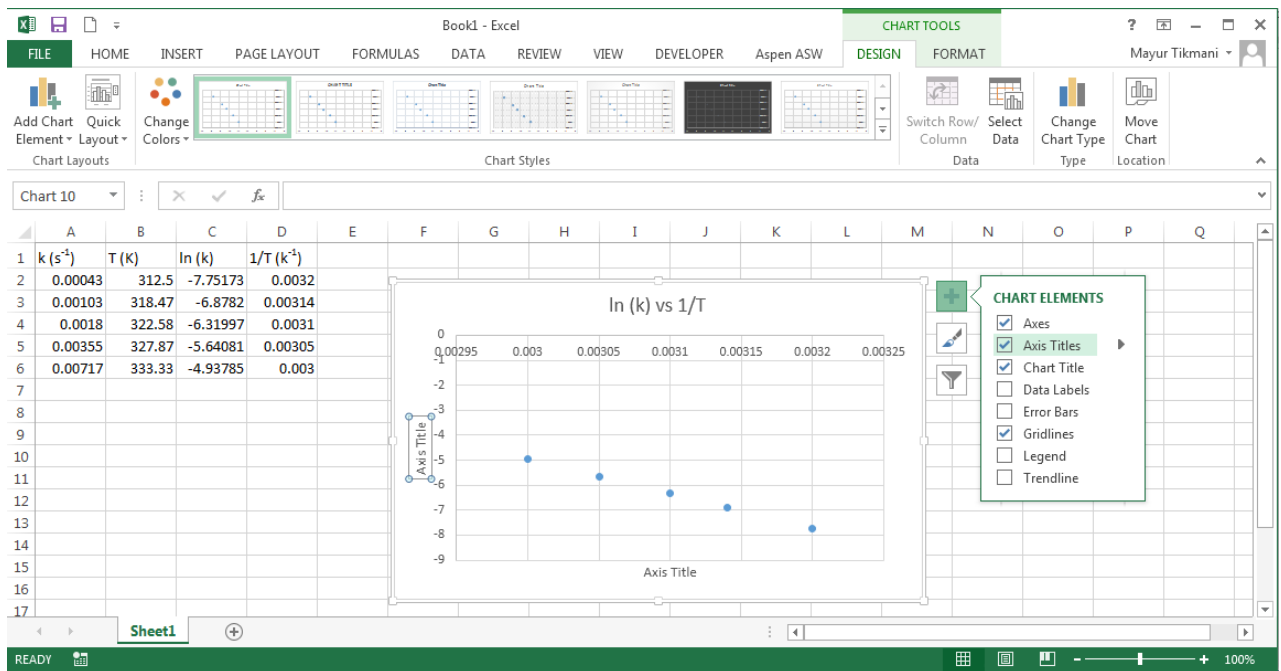 Book1 - Excel
CHART TOOLS
?
FILE HOME INSERT PAGE LAYOUT FORMULAS DATA REVIEW VIEW DEVELOPER Aspen ASW DESIGN FORMAT Mayur Tikmani
Add Chart Element
Quick Layout
Change Colors
Switch Row/ Column
Select Data
Change Chart Type
Move Chart
Chart Layouts Chart Styles Data Type Location
Chart 10 fx
A B C D E F G H I J K L M N O P Q
1 k (s⁻¹) T (K) ln (k) 1/T (k⁻¹)
2 0.00043 312.5 -7.75173 0.0032
3 0.00103 318.47 -6.8782 0.00314
4 0.0018 322.58 -6.31997 0.0031
5 0.00355 327.87 -5.64081 0.00305
6 0.00717 333.33 -4.93785 0.003
7
8
9
10
11
12
13
14
15
16
17
ln (k) vs 1/T
0
0.00295 0.003 0.00305 0.0031 0.00315 0.0032 0.00325
-1
-2
-3
-4
-5
-6
-7
-8
-9
Axis Title
Axis Title
CHART ELEMENTS
Axes
Axis Titles
Chart Title
Data Labels
Error Bars
Gridlines
Legend
Trendline
Sheet1
READY
100%